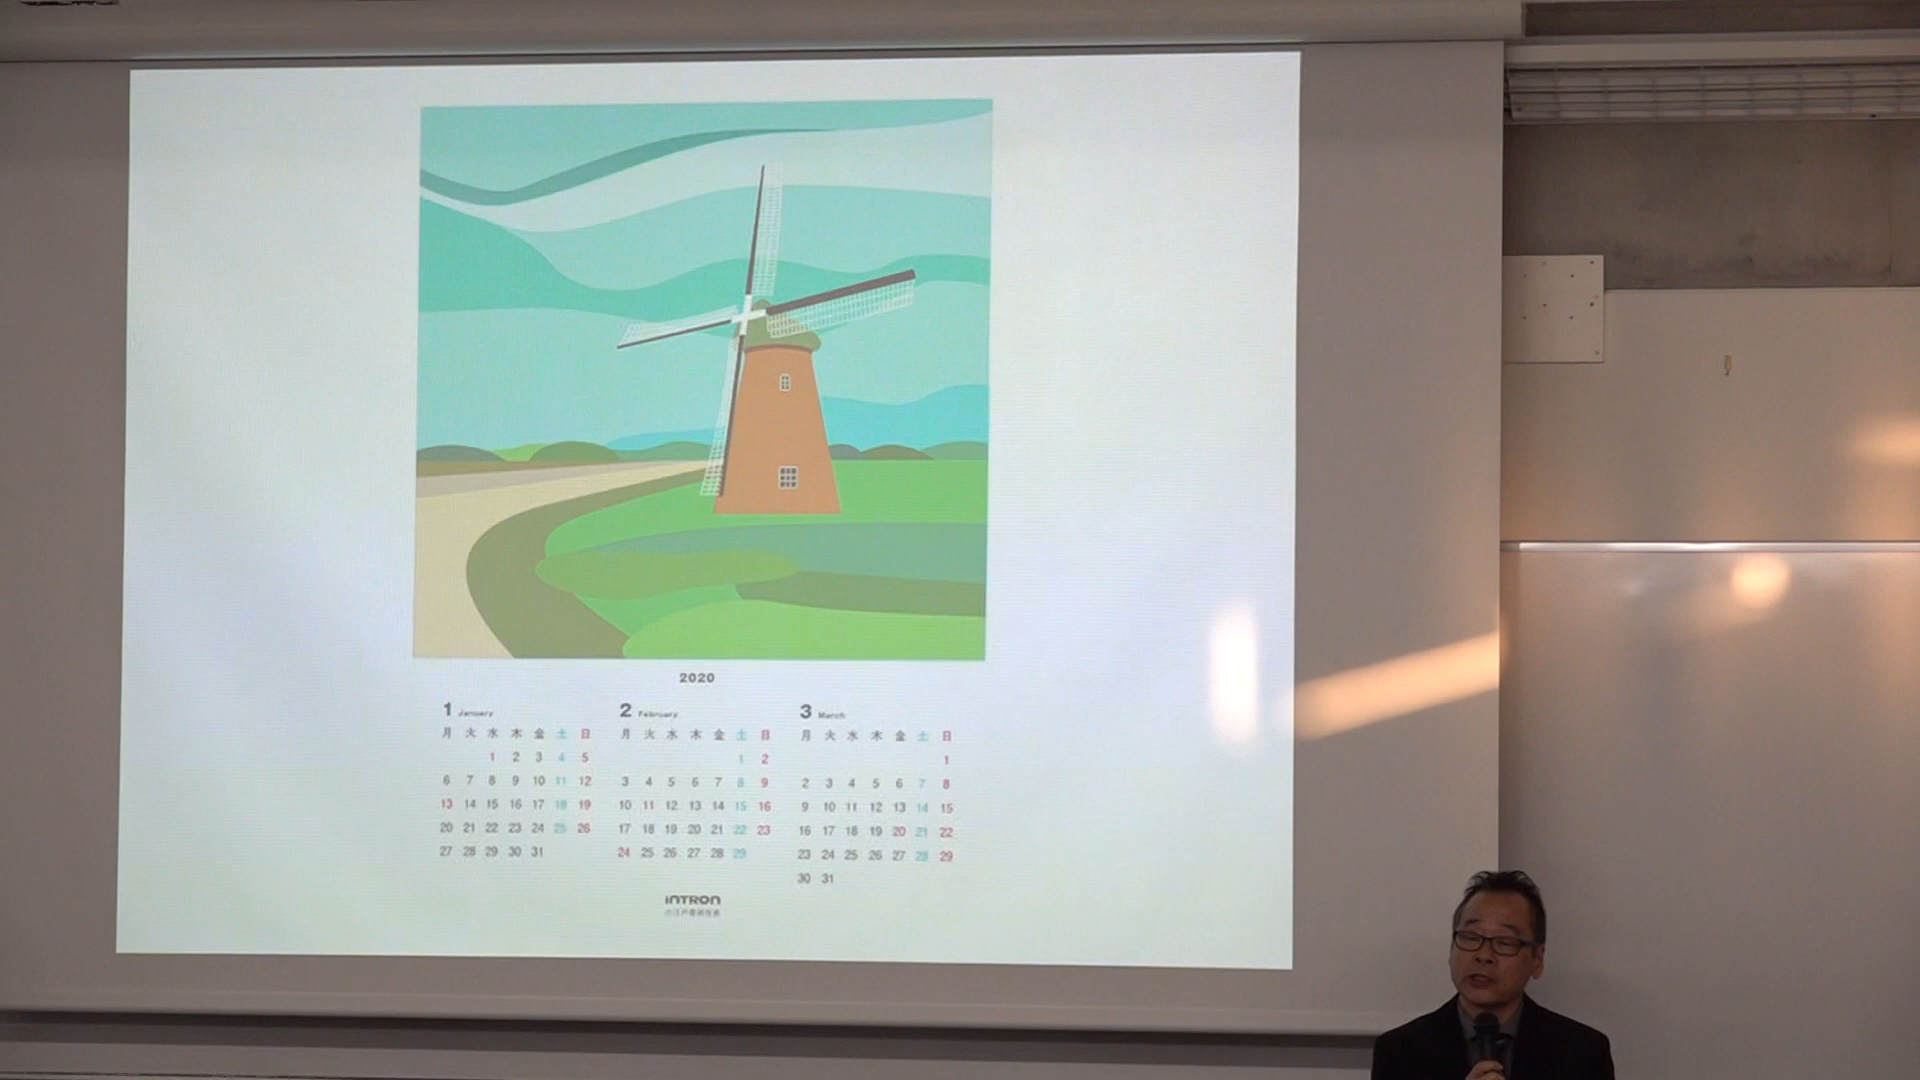 2020
1 January
月 火 水 木 金 土 日
1 2 3 4 5
6 7 8 9 10 11 12
13 14 15 16 17 18 19
20 21 22 23 24 25 26
27 28 29 30 31
2 February
月 火 水 木 金 土 日
1 2
3 4 5 6 7 8 9
10 11 12 13 14 15 16
17 18 19 20 21 22 23
24 25 26 27 28 29
3 March
月 火 水 木 金 土 日
1
2 3 4 5 6 7 8
9 10 11 12 13 14 15
16 17 18 19 20 21 22
23 24 25 26 27 28 29
30 31
INTRON